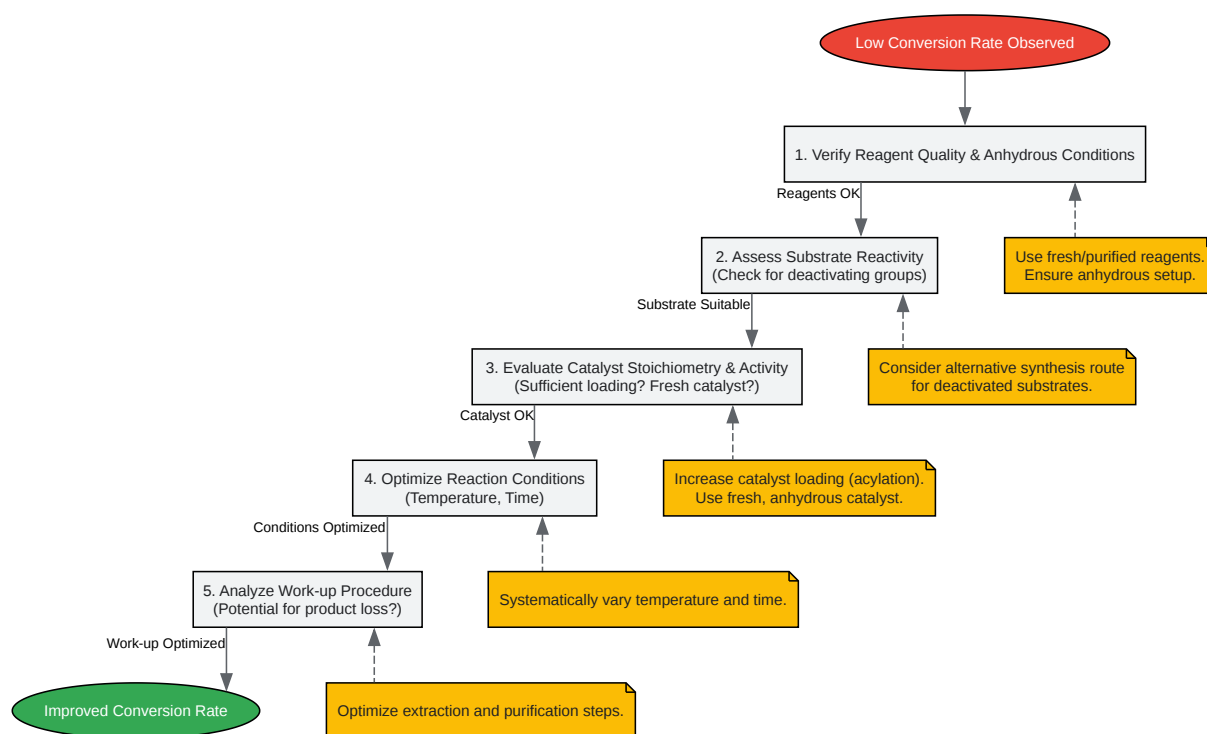 Low Conversion Rate Observed
1. Verify Reagent Quality & Anhydrous Conditions
Reagents OK
2. Assess Substrate Reactivity
(Check for deactivating groups)
Use fresh/purified reagents.
Ensure anhydrous setup.
Substrate Suitable
3. Evaluate Catalyst Stoichiometry & Activity
(Sufficient loading? Fresh catalyst?)
Consider alternative synthesis route
for deactivated substrates.
Catalyst OK
4. Optimize Reaction Conditions
(Temperature, Time)
Increase catalyst loading (acylation).
Use fresh, anhydrous catalyst.
Conditions Optimized
5. Analyze Work-up Procedure
(Potential for product loss?)
Systematically vary temperature and time.
Work-up Optimized
Improved Conversion Rate
Optimize extraction and purification steps.